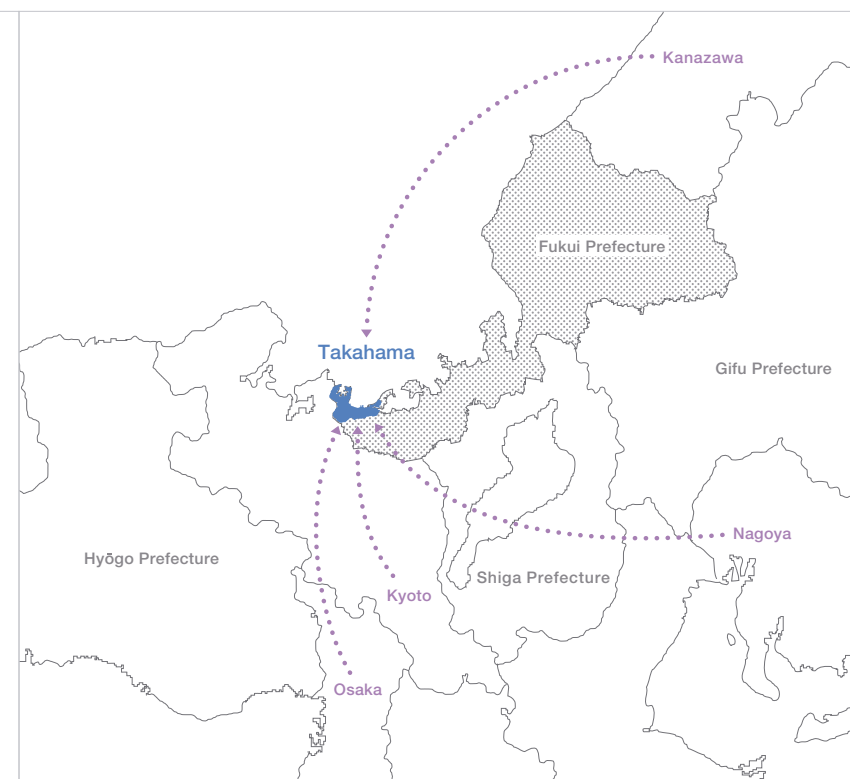 Kanazawa
Fukui Prefecture
Takahama
Gifu Prefecture
Nagoya
Hyōgo Prefecture
Shiga Prefecture
Kyoto
Osaka